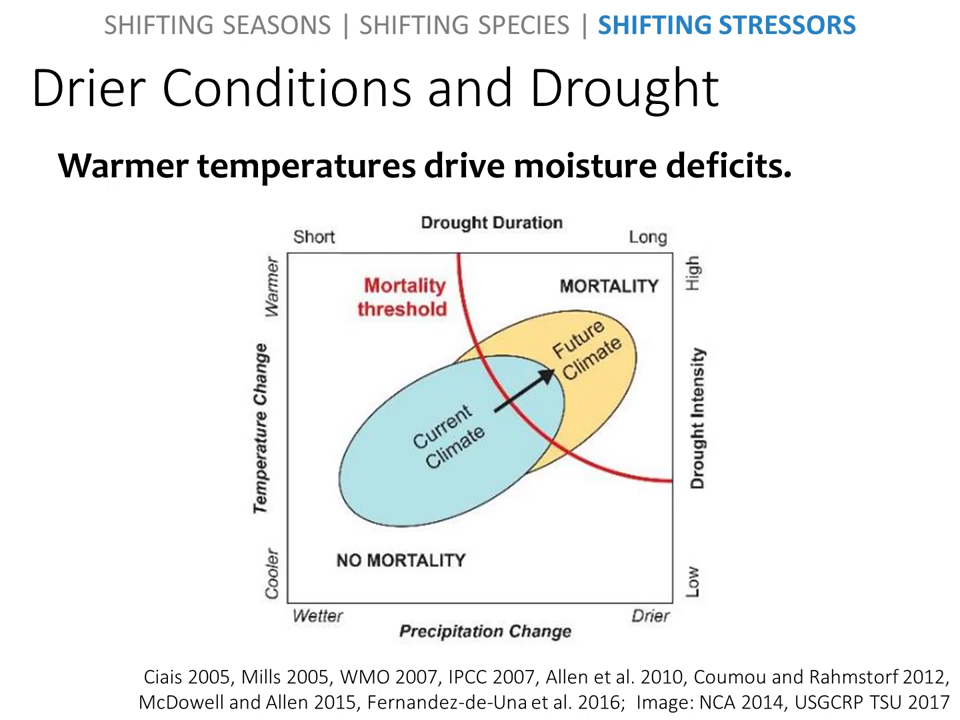 SHIFTING SEASONS | SHIFTING SPECIES | SHIFTING STRESSORS
Drier Conditions and Drought
Warmer temperatures drive moisture deficits.
Drought Duration
Short
Long
Warmer
Mortality
threshold
MORTALITY
High
Future
Climate
Temperature Change
Current
Climate
Drought Intensity
NO MORTALITY
Cooler
Low
Wetter
Drier
Precipitation Change
Ciais 2005, Mills 2005, WMO 2007, IPCC 2007, Allen et al. 2010, Coumou and Rahmstorf 2012,
McDowell and Allen 2015, Fernandez-de-Una et al. 2016;  Image: NCA 2014, USGCRP TSU 2017